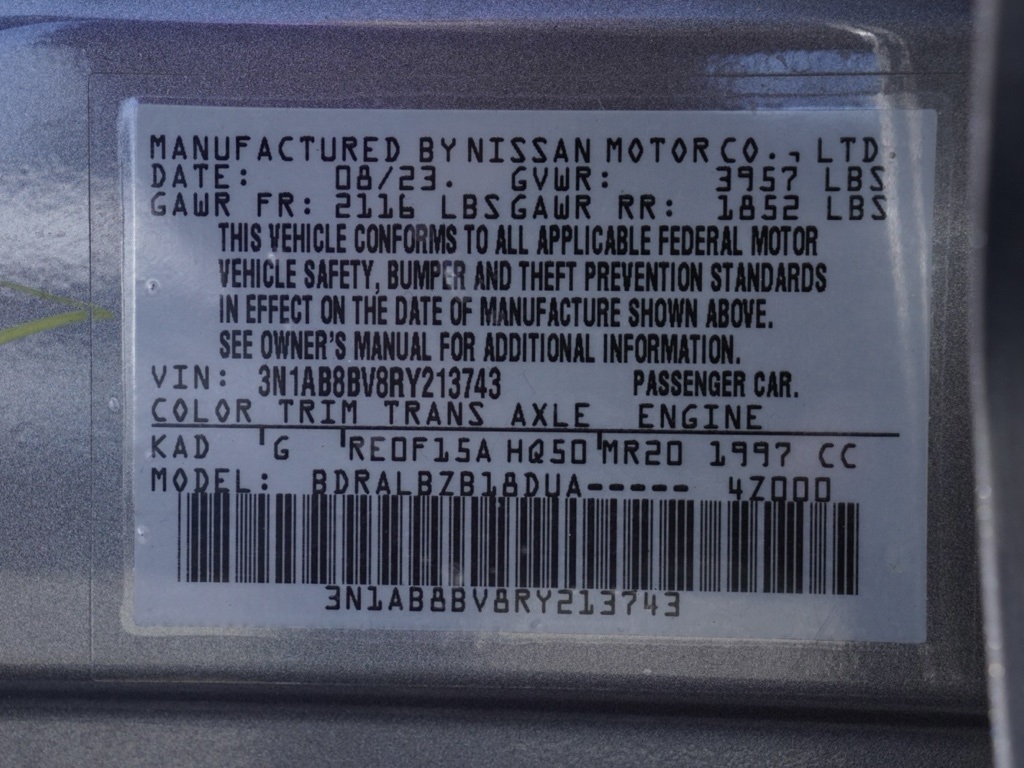 MANUFACTURED BY NISSAN MOTOR CO., LTD.
DATE: 08/23. GVWR: 3957 LBS
GAWR FR: 2116 LBS GAWR RR: 1852 LBS
THIS VEHICLE CONFORMS TO ALL APPLICABLE FEDERAL MOTOR
VEHICLE SAFETY, BUMPER AND THEFT PREVENTION STANDARDS
IN EFFECT ON THE DATE OF MANUFACTURE SHOWN ABOVE.
SEE OWNER'S MANUAL FOR ADDITIONAL INFORMATION.
VIN: 3N1AB8BV8RY213743 PASSENGER CAR.
COLOR TRIM TRANS AXLE ENGINE
KAD G RE0F15A HQ50 MR20 1997 CC
MODEL: BDRALBZB18DUA----- 4Z000
3N1AB8BV8RY213743